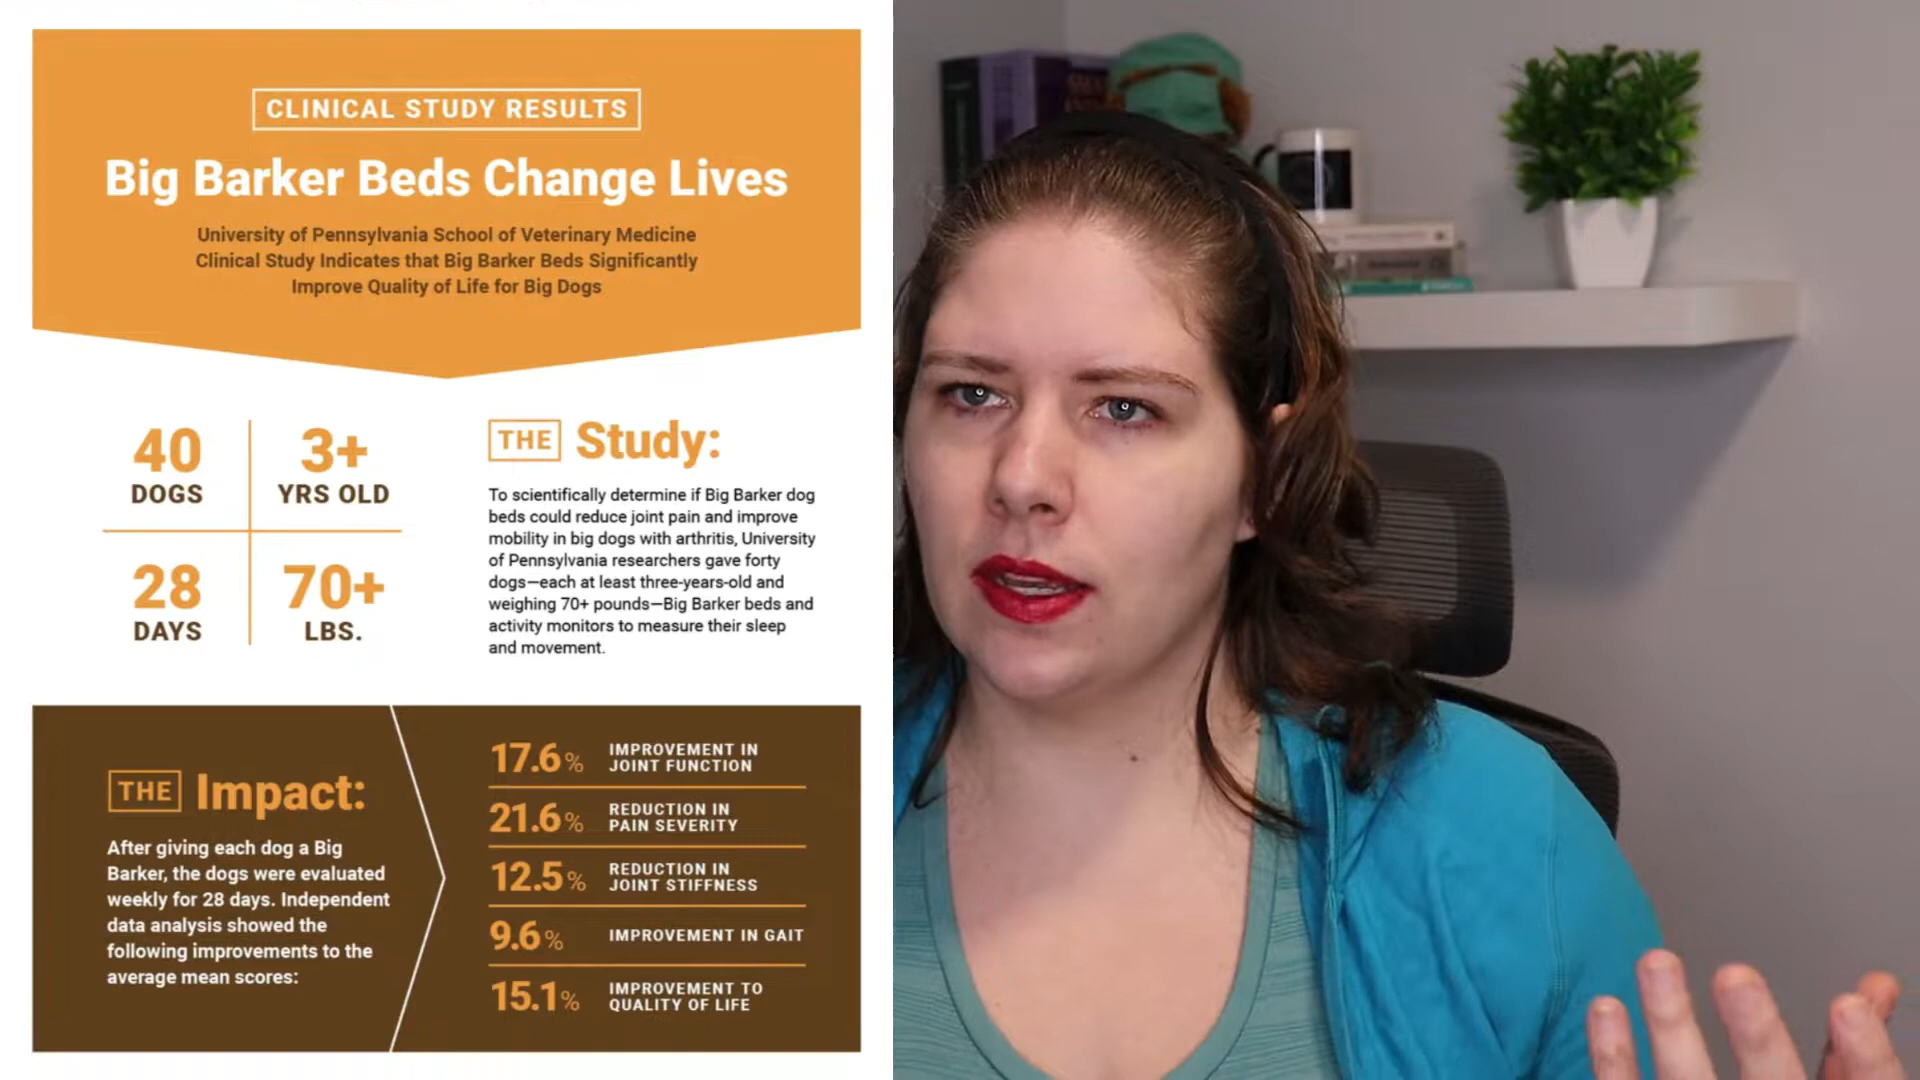 CLINICAL STUDY RESULTS
Big Barker Beds Change Lives
University of Pennsylvania School of Veterinary Medicine
Clinical Study Indicates that Big Barker Beds Significantly
Improve Quality of Life for Big Dogs
40
DOGS
3+
YRS OLD
28
DAYS
70+
LBS.
THE Study:
To scientifically determine if Big Barker dog
beds could reduce joint pain and improve
mobility in big dogs with arthritis, University
of Pennsylvania researchers gave forty
dogs—each at least three-years-old and
weighing 70+ pounds—Big Barker beds and
activity monitors to measure their sleep
and movement.
THE Impact:
After giving each dog a Big
Barker, the dogs were evaluated
weekly for 28 days. Independent
data analysis showed the
following improvements to the
average mean scores:
17.6% IMPROVEMENT IN
JOINT FUNCTION
21.6% REDUCTION IN
PAIN SEVERITY
12.5% REDUCTION IN
JOINT STIFFNESS
9.6% IMPROVEMENT IN GAIT
15.1% IMPROVEMENT TO
QUALITY OF LIFE